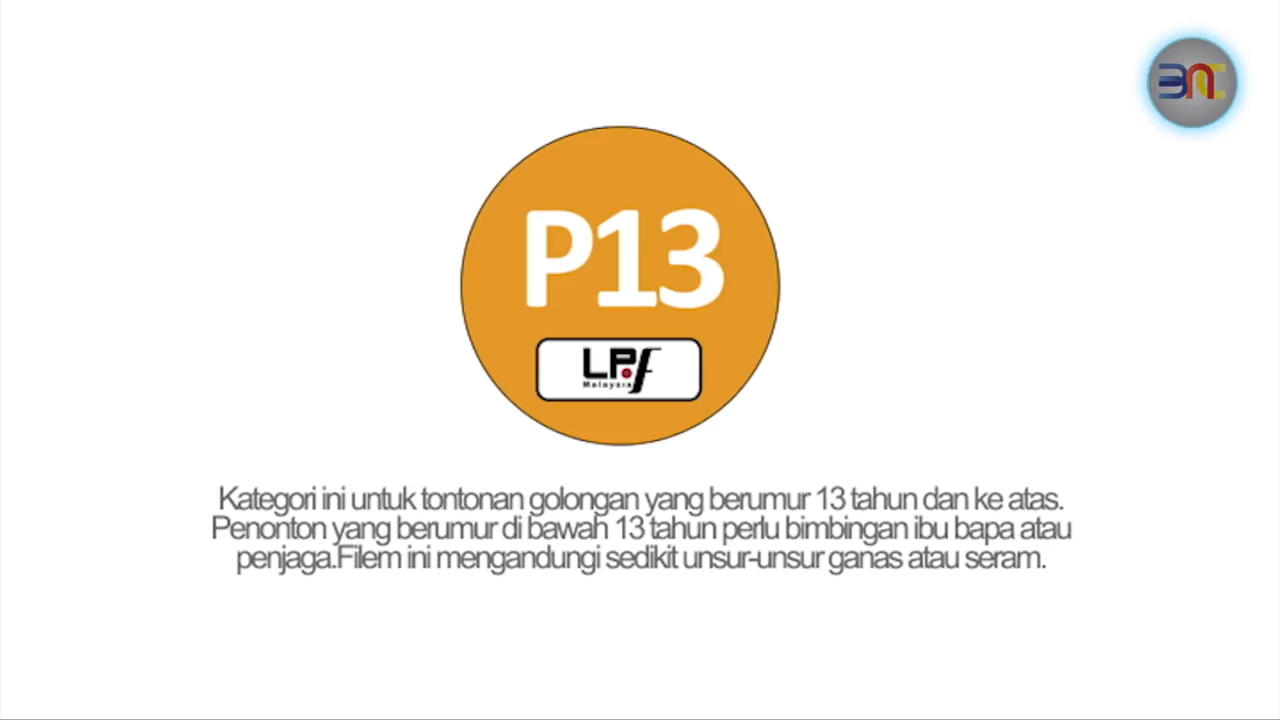 BNC
P13
LPf
Malaysia
Kategori ini untuk tontonan golongan yang berumur 13 tahun dan ke atas.
Penonton yang berumur di bawah 13 tahun perlu bimbingan ibu bapa atau
penjaga.Filem ini mengandungi sedikit unsur-unsur ganas atau seram.